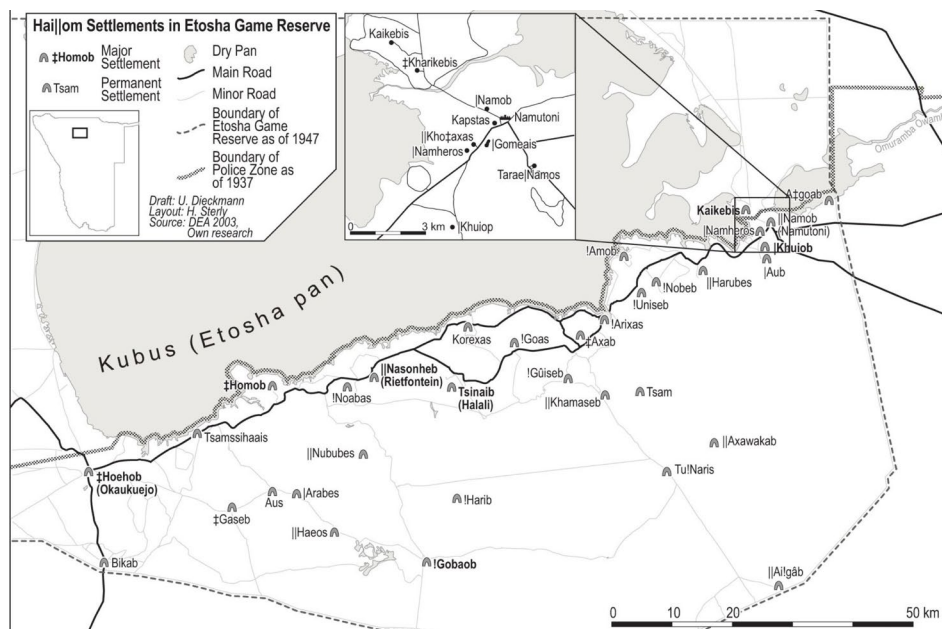 Hai||om Settlements in Etosha Game Reserve
‡Homob
Major
Settlement
Tsam
Permanent
Settlement
Dry Pan
Main Road
Minor Road
Boundary of
Etosha Game
Reserve as of 1947
Boundary of
Police Zone as
of 1937
Draft: U. Dieckmann
Layout: H. Sterly
Source: DEA 2003,
Own research
Kaikebis
‡Kharikebis
|Namob
Kapstas
Namutoni
||Kho‡axas
|Namheros
|Gomeais
Tarae|Namos
|Khuiop
0 3 km
Omuramba Owambo
A‡goab
Kaikebis
||Namob
(Namutoni)
|Namheros
|Khuiob
|Aub
!Amob
||Harubes
!Nobeb
!Uniseb
Kubus (Etosha pan)
!Arixas
Korexas
!Goas
‡Axab
||Nasonheb
(Rietfontein)
‡Homob
!Noabas
Tsinaib
(Halali)
!Gûiseb
||Khamaseb
Tsam
Tsamssihaais
||Axawakab
||Nububes
‡Hoehob
(Okaukuejo)
Tu!Naris
Aus
|Arabes
!Harib
‡Gaseb
||Haeos
Bikab
!Gobaob
||Ai!gâb
0 10 20 30 50 km